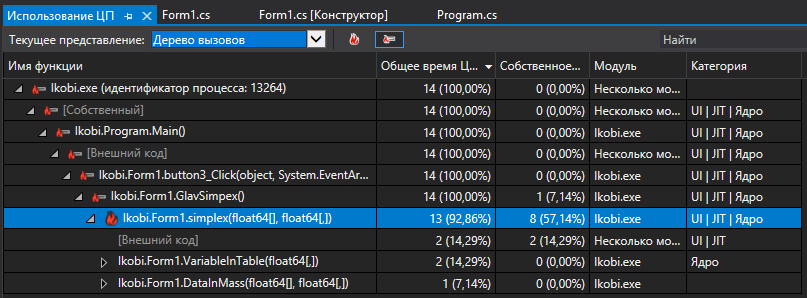 Использование ЦП Form1.cs Form1.cs [Конструктор] Program.cs
Текущее представление: Дерево вызовов Найти
Имя функции Общее время Ц... Собственное... Модуль Категория
Ikobi.exe (идентификатор процесса: 13264) 14 (100,00%) 0 (0,00%) Несколько мо...
[Собственный] 14 (100,00%) 0 (0,00%) Несколько мо... UI | JIT | Ядро
Ikobi.Program.Main() 14 (100,00%) 0 (0,00%) Ikobi.exe UI | JIT | Ядро
[Внешний код] 14 (100,00%) 0 (0,00%) Несколько мо... UI | JIT | Ядро
Ikobi.Form1.button3_Click(object, System.EventAr... 14 (100,00%) 0 (0,00%) Ikobi.exe UI | JIT | Ядро
Ikobi.Form1.GlavSimpex() 14 (100,00%) 1 (7,14%) Ikobi.exe UI | JIT | Ядро
Ikobi.Form1.simplex(float64[], float64[,]) 13 (92,86%) 8 (57,14%) Ikobi.exe UI | JIT | Ядро
[Внешний код] 2 (14,29%) 2 (14,29%) Несколько мо... UI | JIT
Ikobi.Form1.VariableInTable(float64[,]) 2 (14,29%) 0 (0,00%) Ikobi.exe Ядро
Ikobi.Form1.DataInMass(float64[], float64[,]) 1 (7,14%) 0 (0,00%) Ikobi.exe